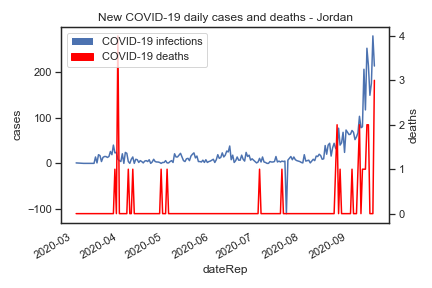 New COVID-19 daily cases and deaths - Jordan
COVID-19 infections
COVID-19 deaths
cases
200
100
0
−100
deaths
4
3
2
1
0
2020-03
2020-04
2020-05
2020-06
2020-07
2020-08
2020-09
dateRep